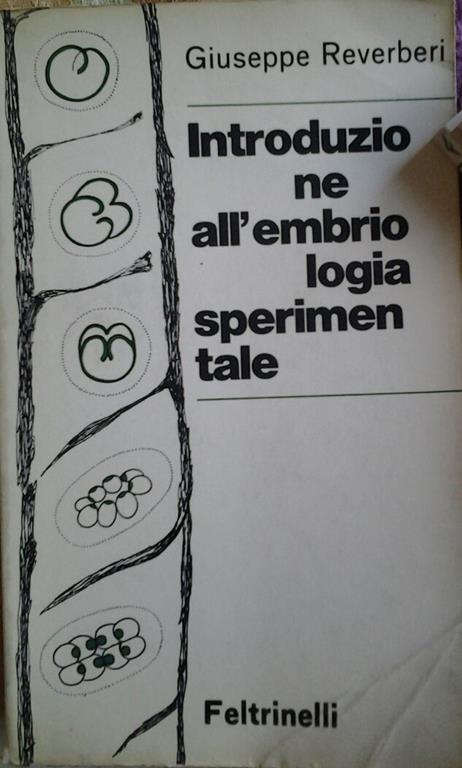 Giuseppe Reverberi
Introduzio
ne
all'embrio
logia
sperimen
tale
Feltrinelli